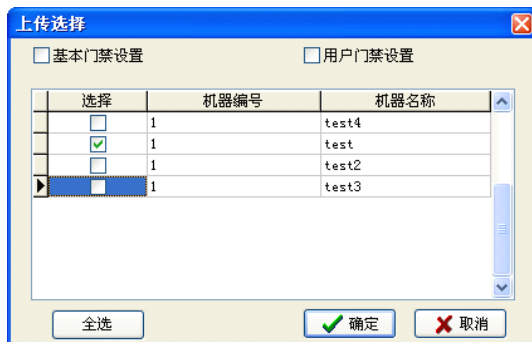 上传选择
基本门禁设置 用户门禁设置
选择 机器编号 机器名称
1 test4
1 test
1 test2
1 test3
全选 确定 取消